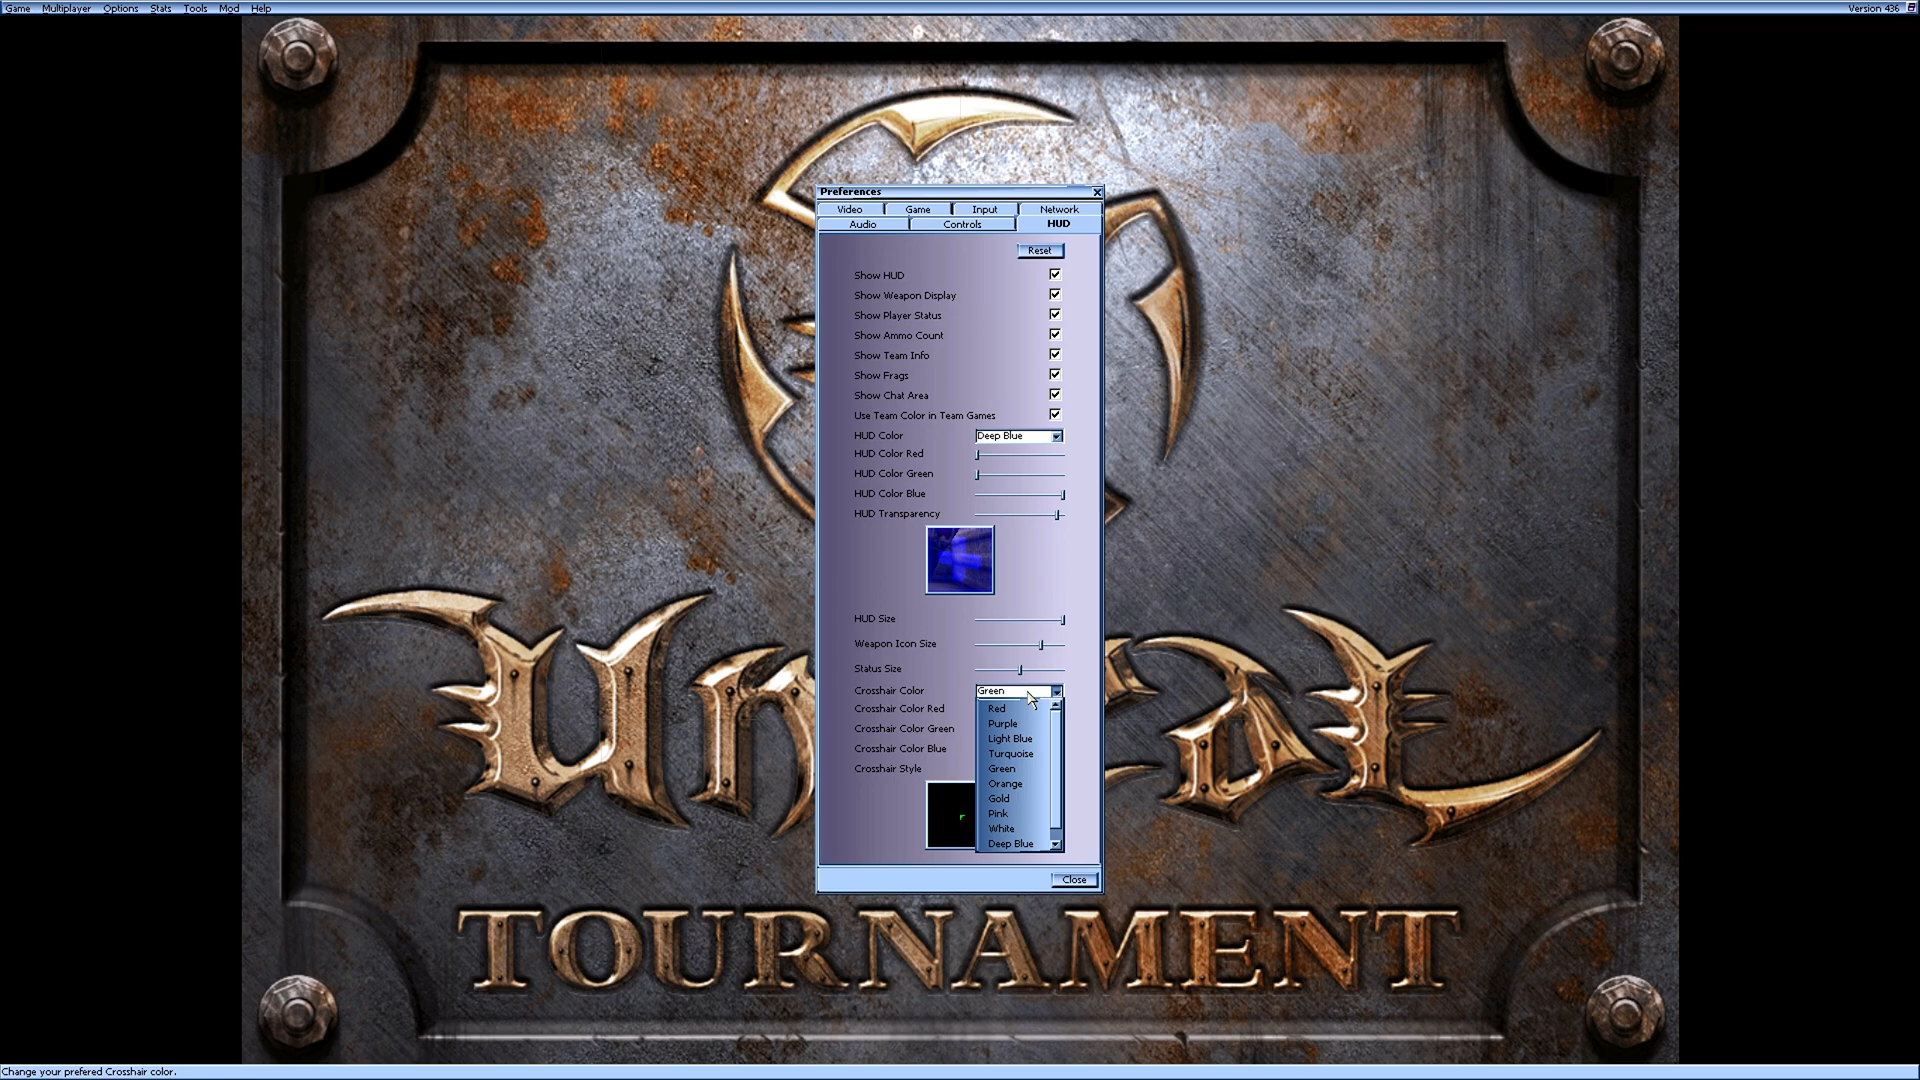 Game Multiplayer Options Stats Tools Mod Help Version 436
Preferences
Video Game Input Network
Audio Controls HUD
Reset
Show HUD
Show Weapon Display
Show Player Status
Show Ammo Count
Show Team Info
Show Frags
Show Chat Area
Use Team Color in Team Games
HUD Color Deep Blue
HUD Color Red
HUD Color Green
HUD Color Blue
HUD Transparency
HUD Size
Weapon Icon Size
Status Size
Crosshair Color Green
Crosshair Color Red
Crosshair Color Green
Crosshair Color Blue
Crosshair Style
Red
Purple
Light Blue
Turquoise
Green
Orange
Gold
Pink
White
Deep Blue
Close
TOURNAMENT
Change your prefered Crosshair color.